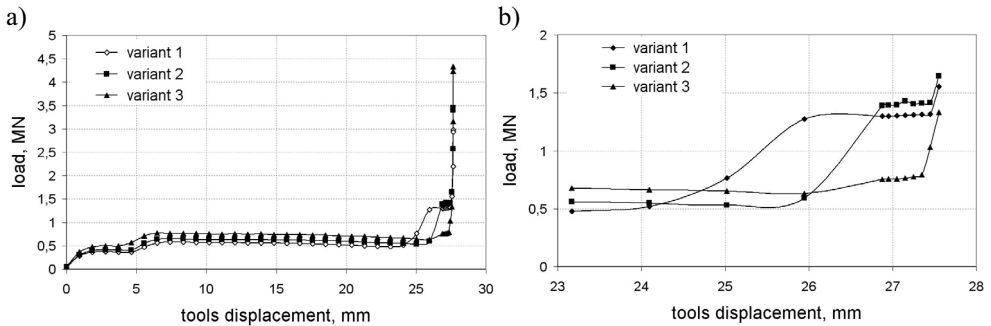 a)
load, MN
5
4,5
4
3,5
3
2,5
2
1,5
1
0,5
0
variant 1
variant 2
variant 3
0 5 10 15 20 25 30
tools displacement, mm
b)
load, MN
2
1,5
1
0,5
0
variant 1
variant 2
variant 3
23 24 25 26 27 28
tools displacement, mm